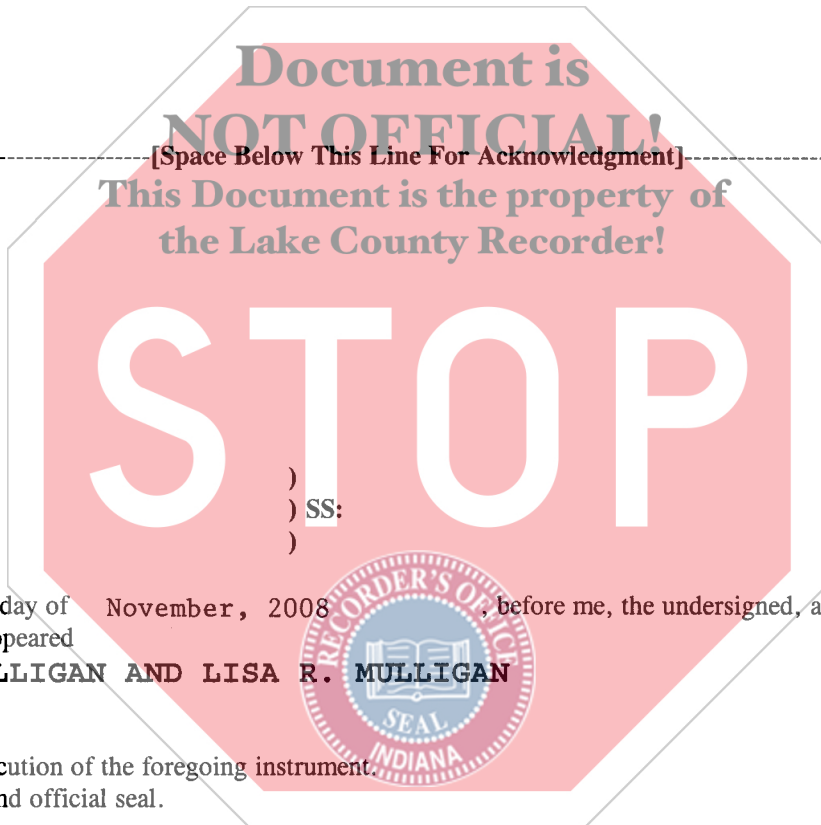 Document is
NOT OFFICIAL!
[Space Below This Line For Acknowledgment]
This Document is the property of
the Lake County Recorder!
STOP
)
) SS:
)
day of November, 2008, before me, the undersigned, a
peared
LLIGAN AND LISA R. MULLIGAN
RECORDER'S OFFICE
SEAL
INDIANA
cution of the foregoing instrument.
nd official seal.